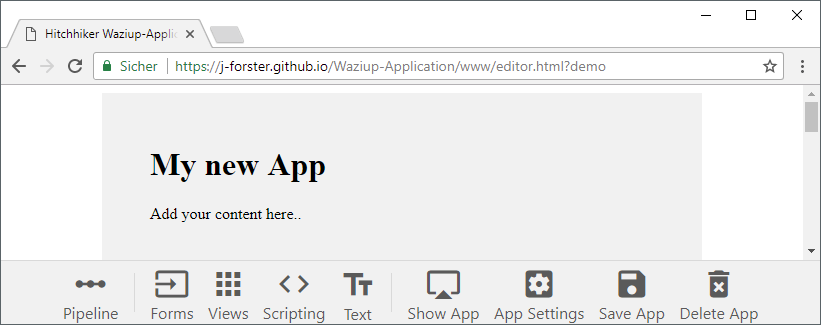 Hitchhiker Waziup-Applic
Sicher https://j-forster.github.io/Waziup-Application/www/editor.html?demo
My new App
Add your content here..
Pipeline Forms Views Scripting Text Show App App Settings Save App Delete App